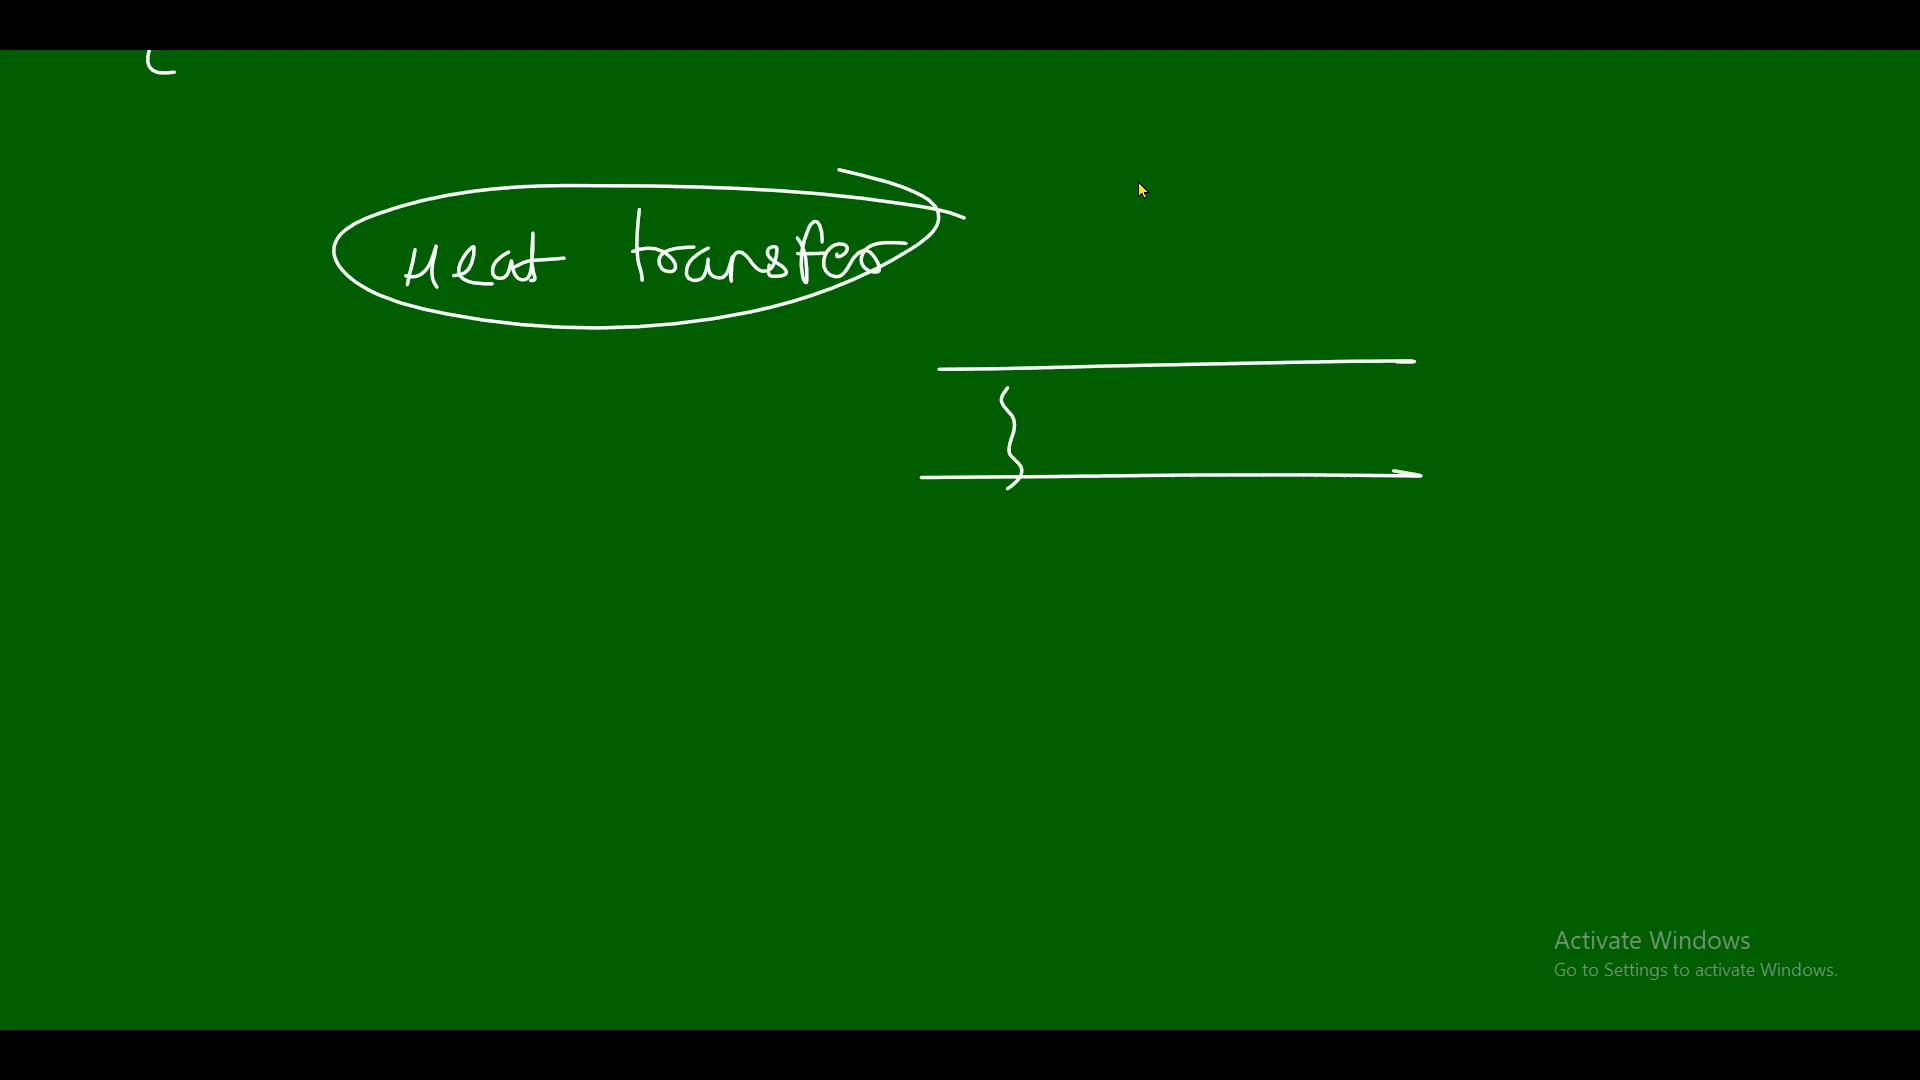 Heat transfer
Activate Windows
Go to Settings to activate Windows.